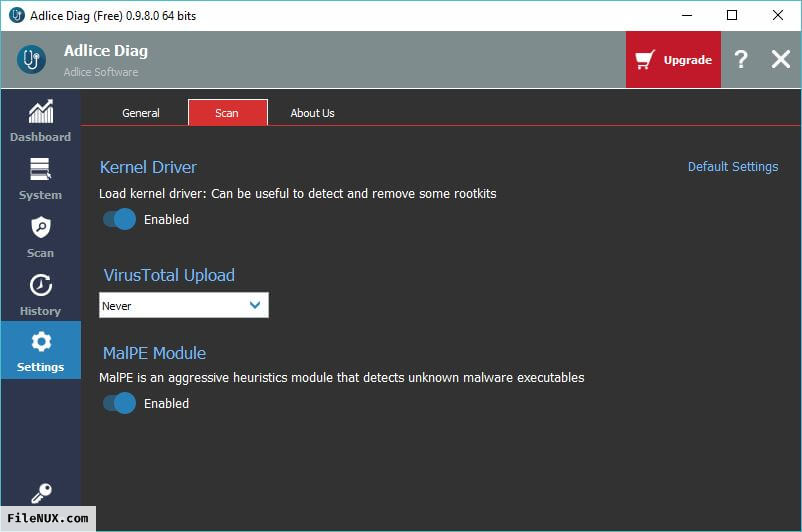 Adlice Diag (Free) 0.9.8.0 64 bits
Adlice Diag
Adlice Software
Upgrade
?
Dashboard
System
Scan
History
Settings
General
Scan
About Us
Kernel Driver
Default Settings
Load kernel driver: Can be useful to detect and remove some rootkits
Enabled
VirusTotal Upload
Never
MalPE Module
MalPE is an aggressive heuristics module that detects unknown malware executables
Enabled
FileNUX.com